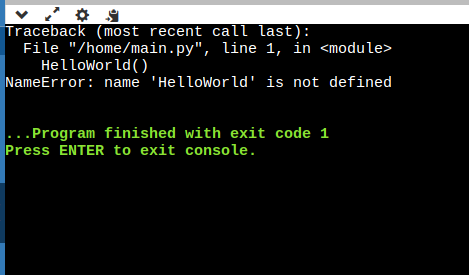 Traceback (most recent call last):
  File "/home/main.py", line 1, in <module>
    HelloWorld()
NameError: name 'HelloWorld' is not defined
...Program finished with exit code 1
Press ENTER to exit console.